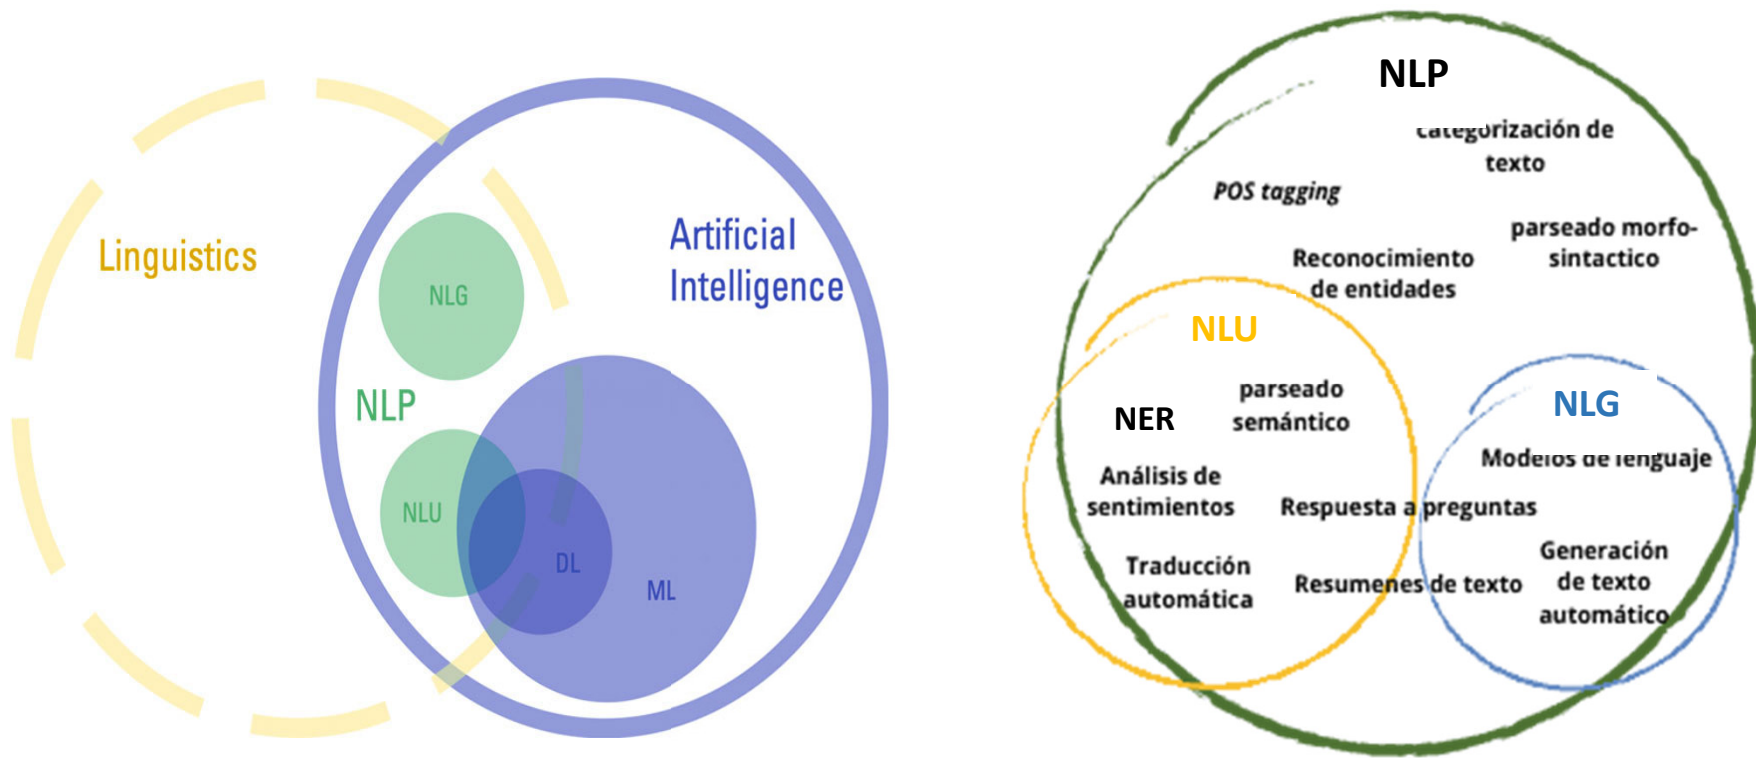 Linguistics
Artificial
Intelligence
NLG
NLP
NLU
DL
ML
NLP
categorización de
texto
POS tagging
parseado morfo-
sintactico
Reconocimiento
de entidades
NLU
parseado
semántico
NER
Análisis de
sentimientos
Respuesta a preguntas
Traducción
automática
Resumenes de texto
NLG
Modelos de lenguaje
Generación
de texto
automático